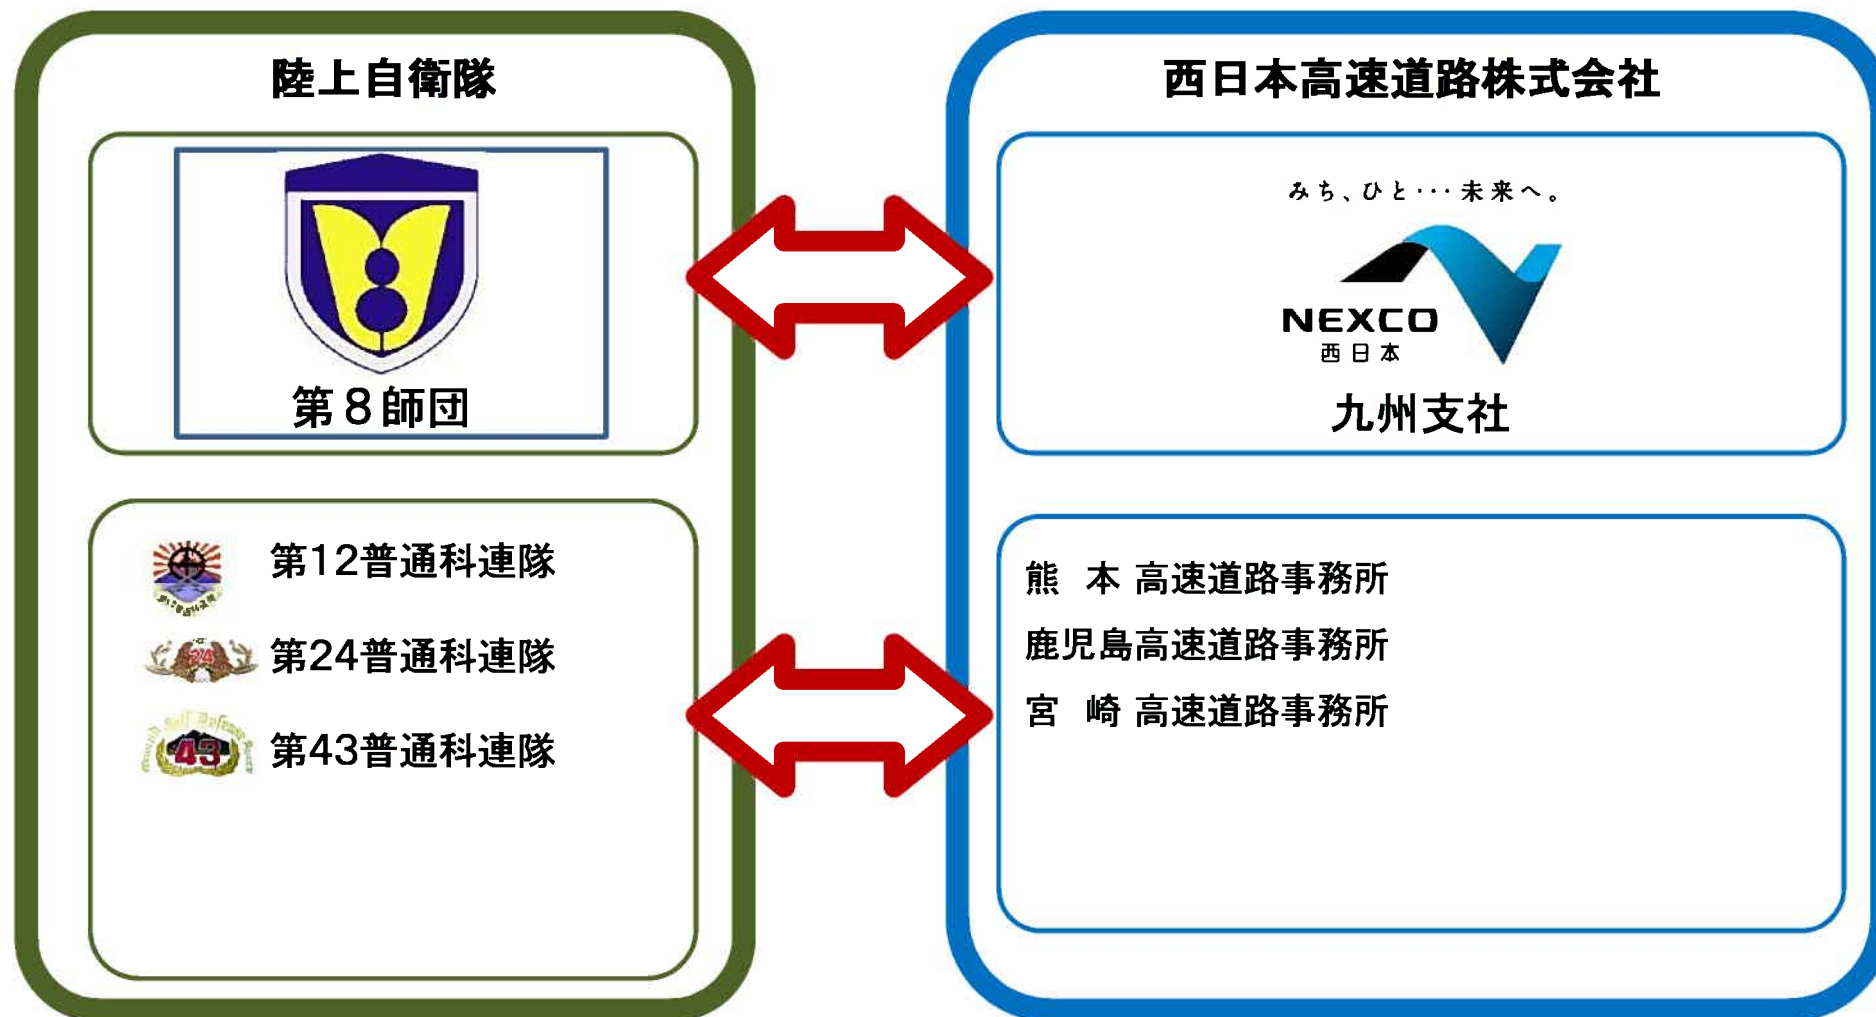 陸上自衛隊
第8師団
第12普通科連隊
24
第24普通科連隊
43
第43普通科連隊
西日本高速道路株式会社
みち、ひと・・・未来へ。
NEXCO
西日本
九州支社
熊 本 高速道路事務所
鹿児島高速道路事務所
宮 崎 高速道路事務所